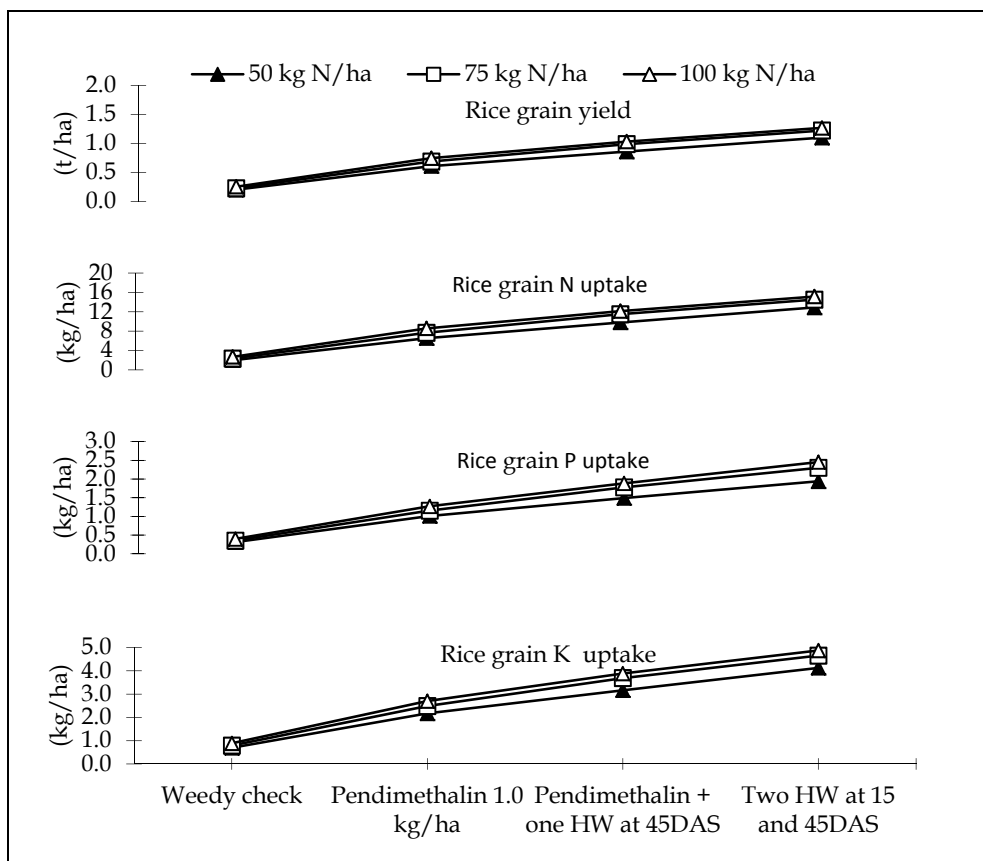 50 kg N/ha 75 kg N/ha 100 kg N/ha
Rice grain yield
(t/ha)
2.0
1.5
1.0
0.5
0.0
Rice grain N uptake
(kg/ha)
20
16
12
8
4
0
Rice grain P uptake
(kg/ha)
3.0
2.5
2.0
1.5
1.0
0.5
0.0
Rice grain K uptake
(kg/ha)
5.0
4.0
3.0
2.0
1.0
0.0
Weedy check
Pendimethalin 1.0
kg/ha
Pendimethalin +
one HW at 45DAS
Two HW at 15
and 45DAS